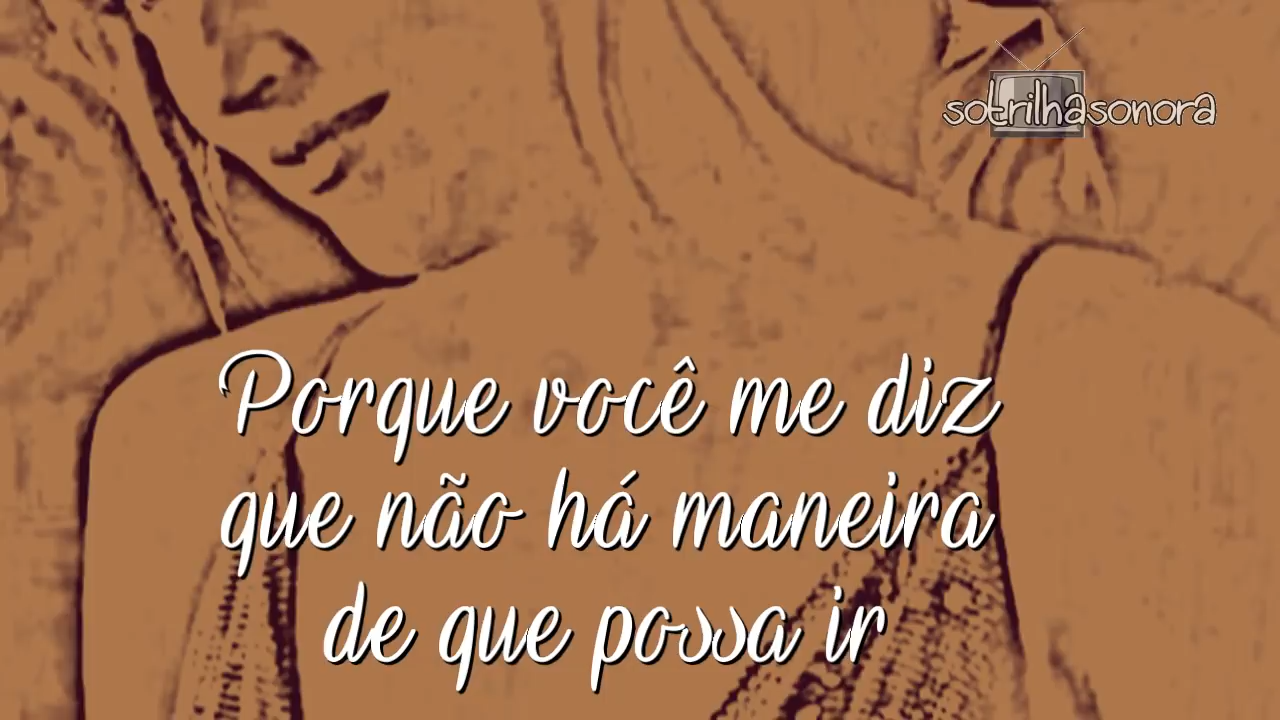 sotrilhasonora
Porque você me diz
que não há maneira
de que possa ir